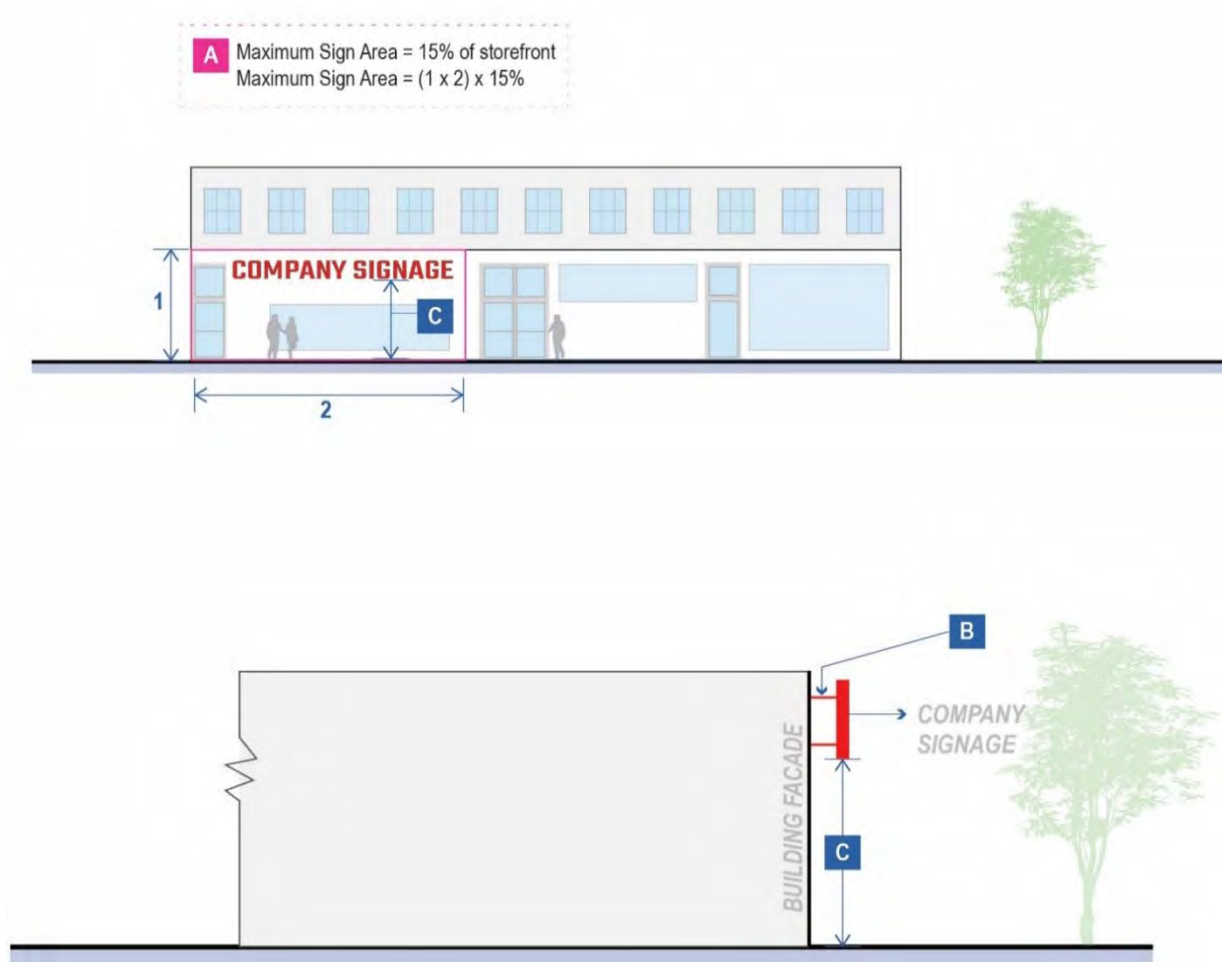 A Maximum Sign Area = 15% of storefront
Maximum Sign Area = (1 x 2) x 15%
COMPANY SIGNAGE
1
C
2
B
COMPANY
SIGNAGE
BUILDING FACADE
C